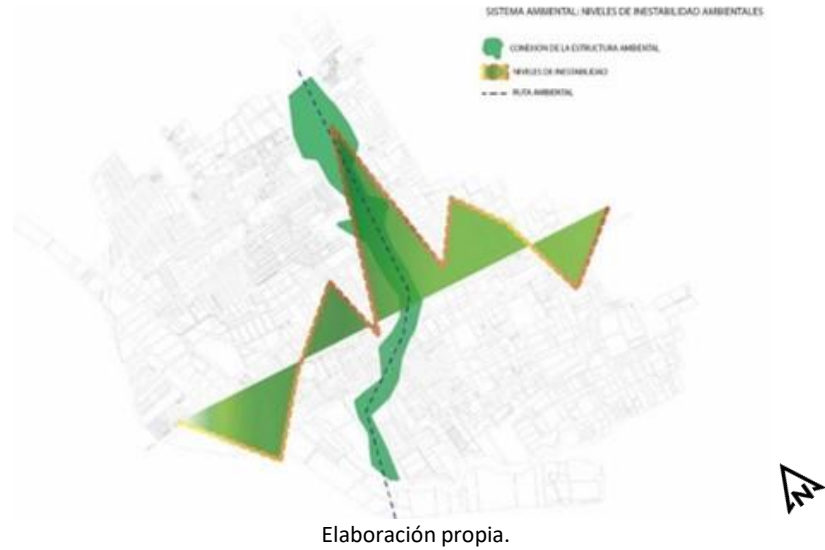 SISTEMA AMBIENTAL: NIVELES DE INESTABILIDAD AMBIENTALES
CONEXION DE LA ESTRUCTURA AMBIENTAL
NIVELES DE INESTABILIDAD
RUTA AMBIENTAL
N
Elaboración propia.